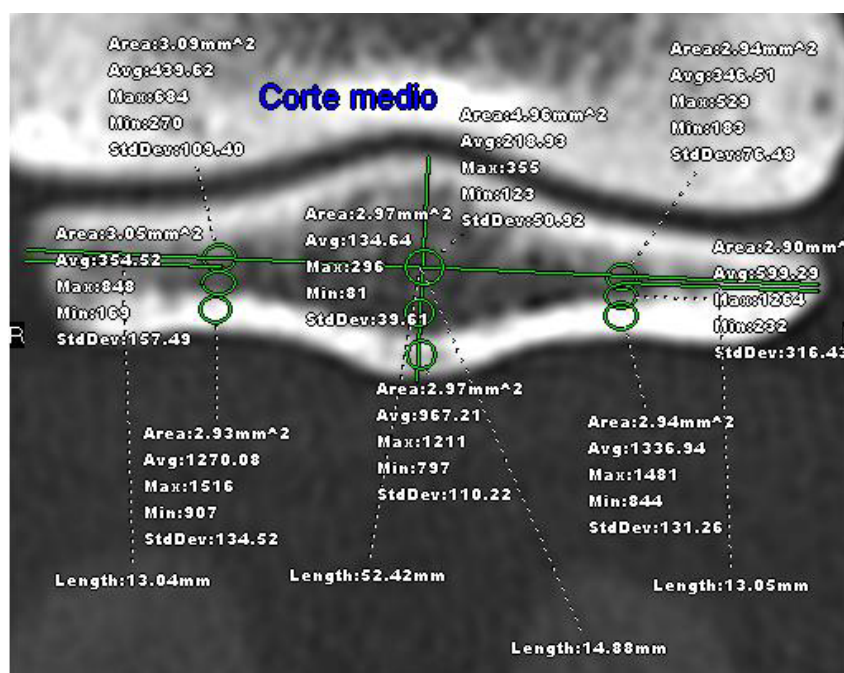 Area:3.09mm^2
Avg:439.62
Max:684
Min:270
StdDev:109.40
Corte medio
Area:2.94mm^2
Avg:346.51
Max:529
Min:183
StdDev:76.48
Area:4.96mm^2
Avg:218.93
Max:355
Min:123
StdDev:50.92
Area:3.05mm^2
Avg:354.52
Max:848
Min:169
StdDev:157.49
Area:2.97mm^2
Avg:134.64
Max:296
Min:81
StdDev:39.61
Area:2.90mm^
Avg:599.29
Max:1264
Min:232
StdDev:316.43
R
Area:2.93mm^2
Avg:1270.08
Max:1516
Min:907
StdDev:134.52
Area:2.97mm^2
Avg:967.21
Max:1211
Min:797
StdDev:110.22
Area:2.94mm^2
Avg:1336.94
Max:1481
Min:844
StdDev:131.26
Length:13.04mm
Length:52.42mm
Length:13.05mm
Length:14.88mm